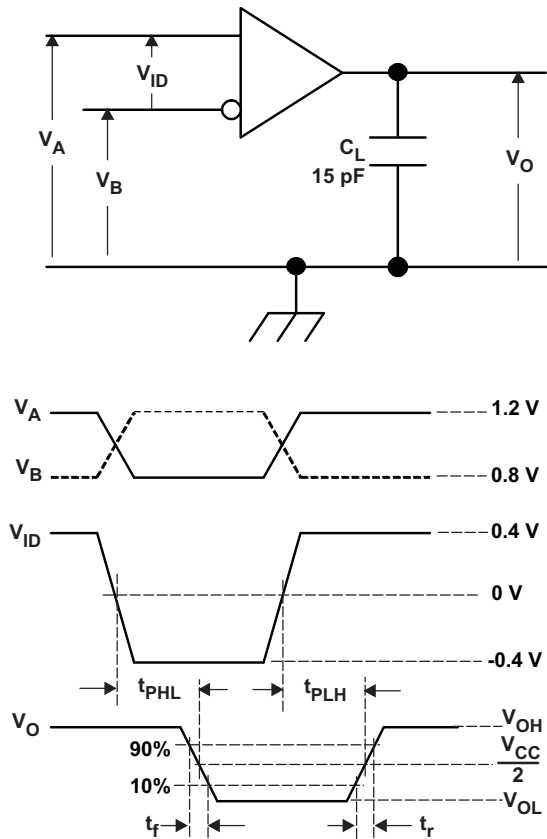 V_ID
V_A
V_B
C_L
15 pF
V_O
V_A
1.2 V
V_B
0.8 V
V_ID
0.4 V
0 V
-0.4 V
t_PHL
t_PLH
V_O
V_OH
90%
V_CC
2
10%
V_OL
t_f
t_r